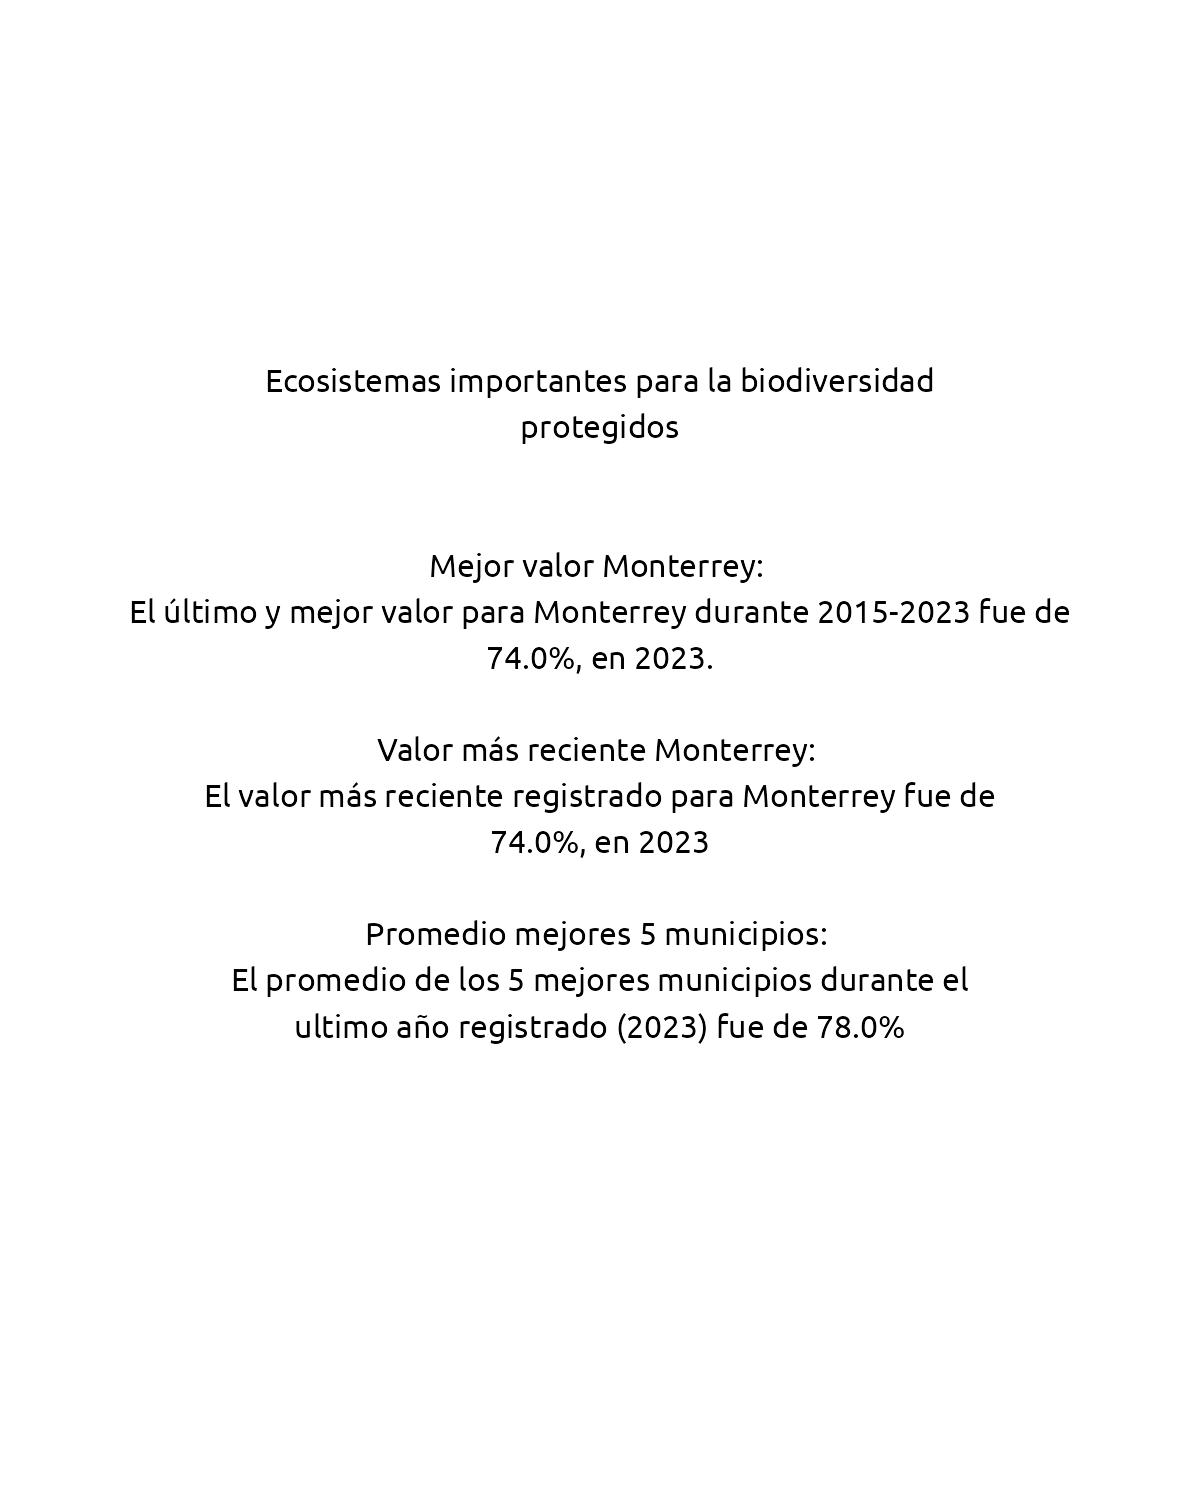 Ecosistemas importantes para la biodiversidad
protegidos
Mejor valor Monterrey:
El último y mejor valor para Monterrey durante 2015-2023 fue de
74.0%, en 2023.
Valor más reciente Monterrey:
El valor más reciente registrado para Monterrey fue de
74.0%, en 2023
Promedio mejores 5 municipios:
El promedio de los 5 mejores municipios durante el
ultimo año registrado (2023) fue de 78.0%